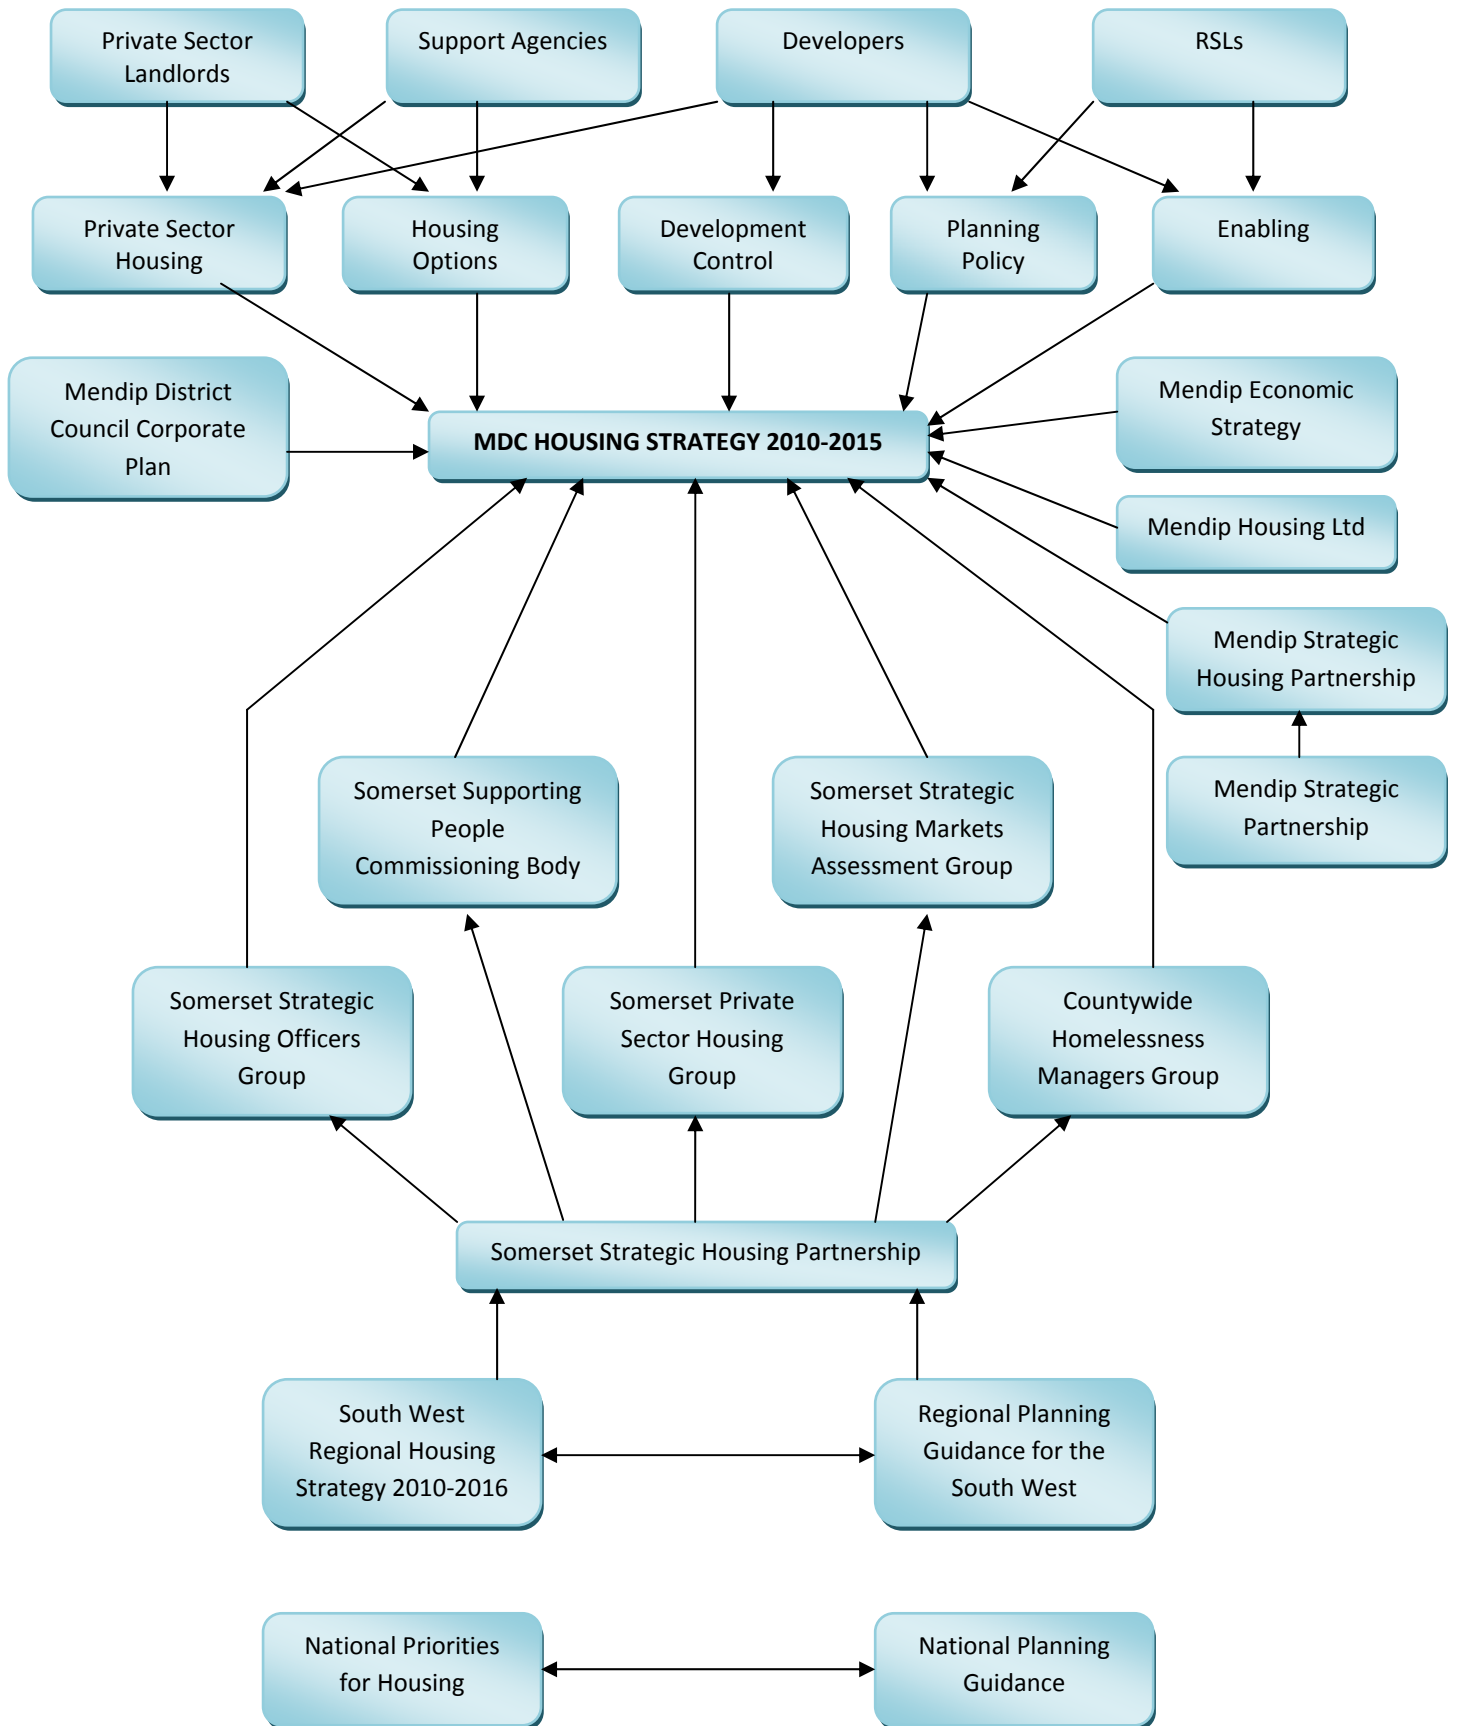 Private Sector
Landlords
Support Agencies
Developers
RSLs
Private Sector
Housing
Housing
Options
Development
Control
Planning
Policy
Enabling
Mendip District
Council Corporate
Plan
MDC HOUSING STRATEGY 2010-2015
Mendip Economic
Strategy
Mendip Housing Ltd
Mendip Strategic
Housing Partnership
Mendip Strategic
Partnership
Somerset Supporting
People
Commissioning Body
Somerset Strategic
Housing Markets
Assessment Group
Somerset Strategic
Housing Officers
Group
Somerset Private
Sector Housing
Group
Countywide
Homelessness
Managers Group
Somerset Strategic Housing Partnership
South West
Regional Housing
Strategy 2010-2016
Regional Planning
Guidance for the
South West
National Priorities
for Housing
National Planning
Guidance